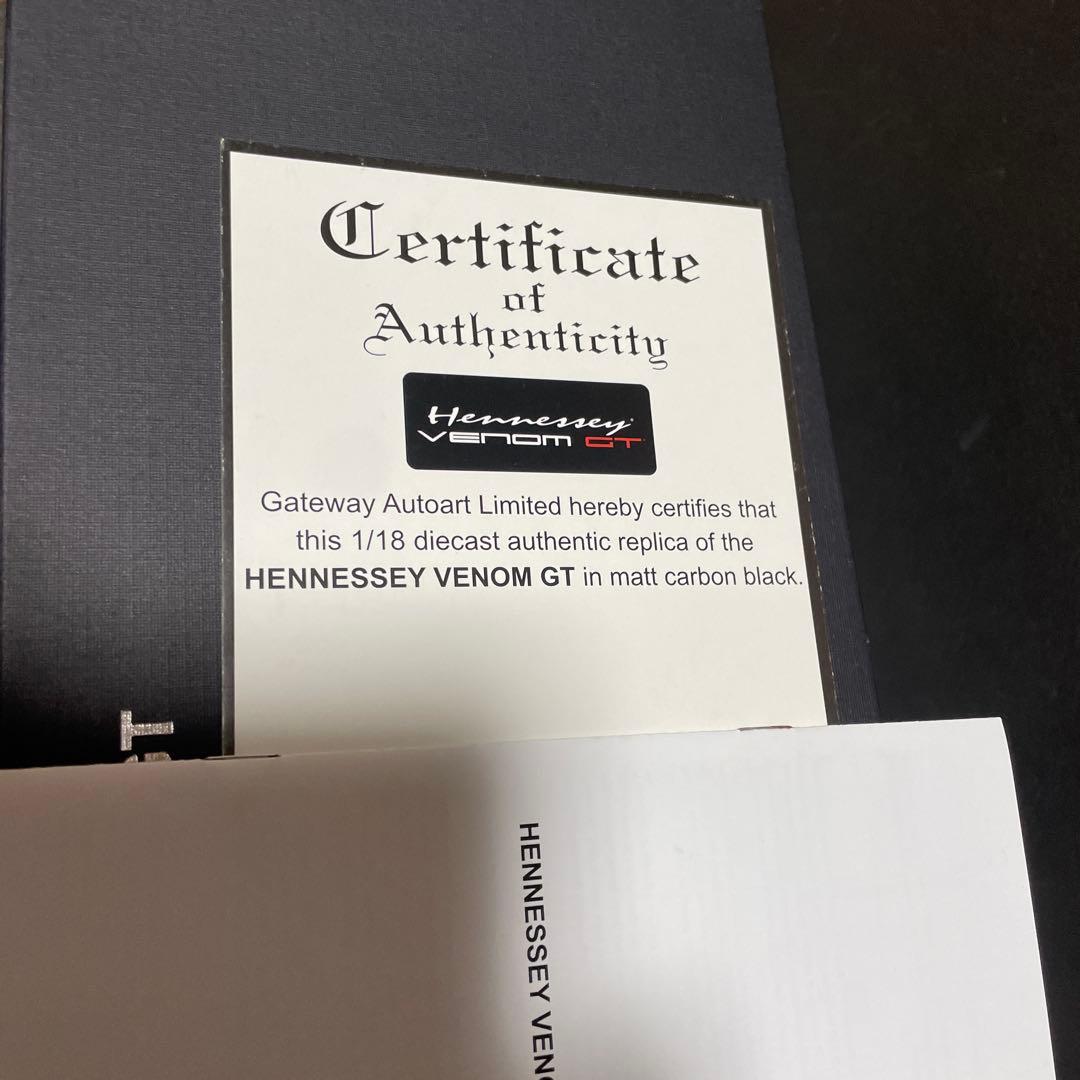 Certificate
of
Authenticity
Hennessey
VENOM GT
Gateway Autoart Limited hereby certifies that
this 1/18 diecast authentic replica of the
HENNESSEY VENOM GT in matt carbon black.
HENNESSEY